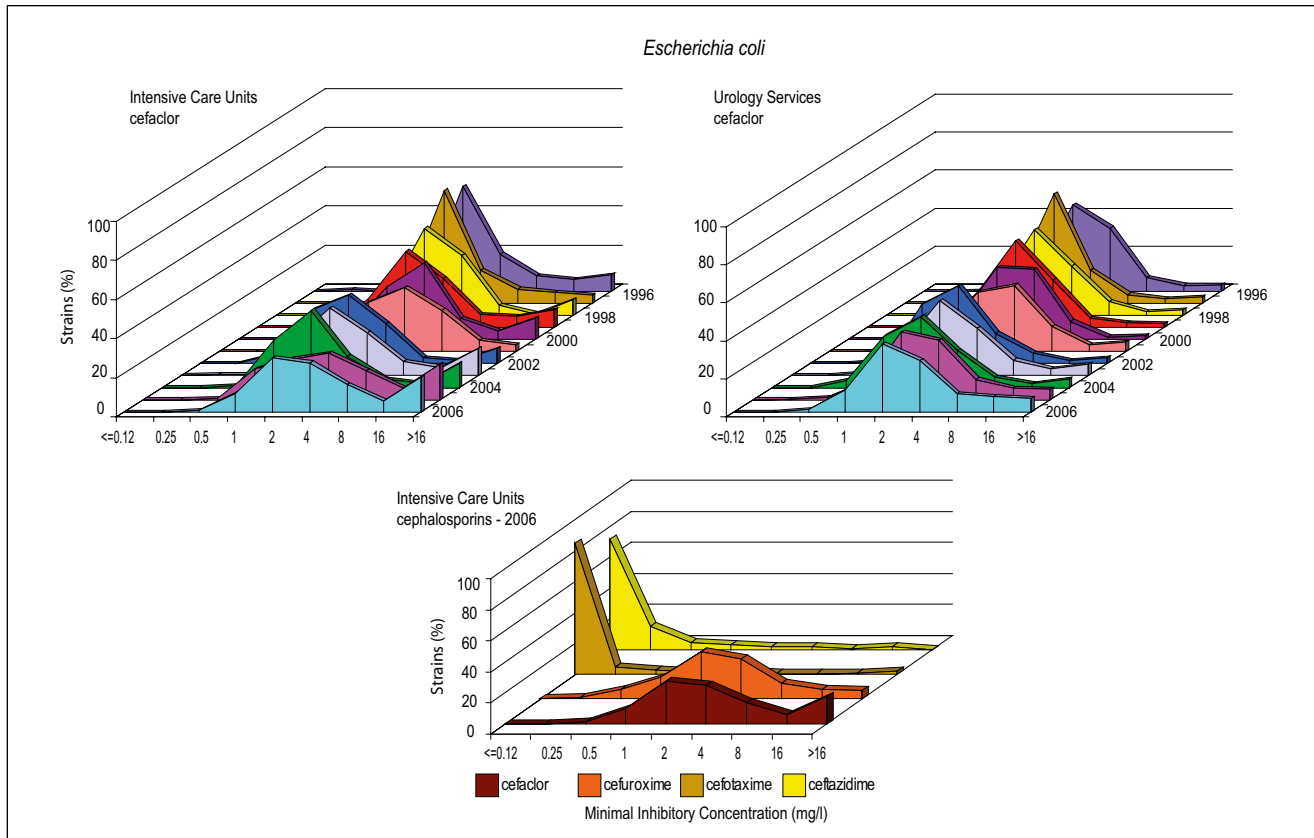 Escherichia coli
Intensive Care Units
cefaclor
Strains (%)
100
80
60
40
20
0
<=0.12 0.25 0.5 1 2 4 8 16 >16
1996
1998
2000
2002
2004
2006
Urology Services
cefaclor
100
80
60
40
20
0
<=0.12 0.25 0.5 1 2 4 8 16 >16
1996
1998
2000
2002
2004
2006
Intensive Care Units
cephalosporins - 2006
Strains (%)
100
80
60
40
20
0
<=0.12 0.25 0.5 1 2 4 8 16 >16
cefaclor cefuroxime cefotaxime ceftazidime
Minimal Inhibitory Concentration (mg/l)